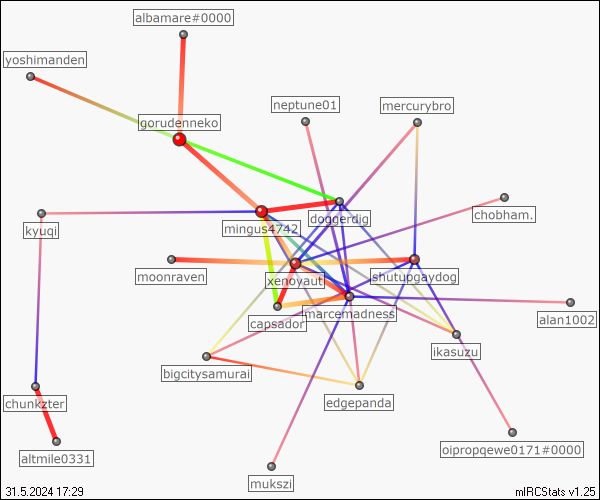 albamare#0000
yoshimanden
neptune01
mercurybro
gorudenneko
chobham.
doggerdig
mingus4742
kyuqi
moonraven
xenoyauti
shutupgaydog
capsador
marcemadness
alan1002
ikasuzu
bigcitysamurai
edgepanda
chunkzter
oipropqewe0171#0000
altmile0331
mukszi
31.5.2024 17:29
mIRCStats v1.25